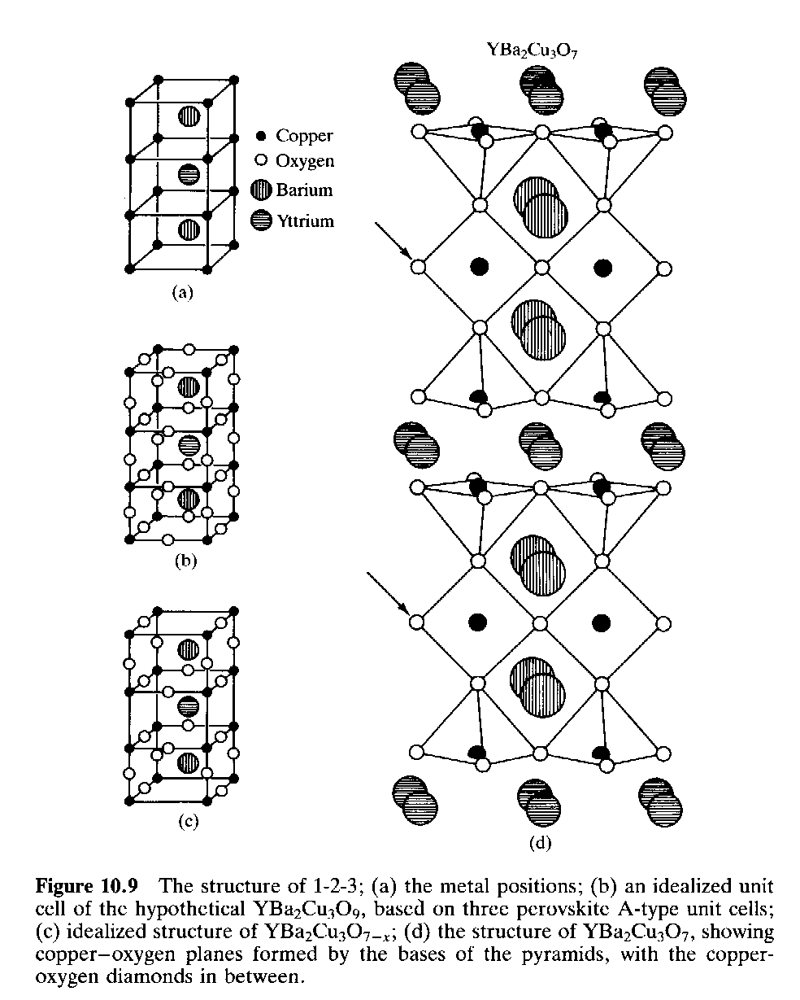 YBa₂Cu₃O₇
Copper
Oxygen
Barium
Yttrium
(a)
(b)
(c)
(d)
Figure 10.9 The structure of 1-2-3; (a) the metal positions; (b) an idealized unit
cell of the hypothetical YBa₂Cu₃O₉, based on three perovskite A-type unit cells;
(c) idealized structure of YBa₂Cu₃O₇₋ₓ; (d) the structure of YBa₂Cu₃O₇, showing
copper–oxygen planes formed by the bases of the pyramids, with the copper-
oxygen diamonds in between.